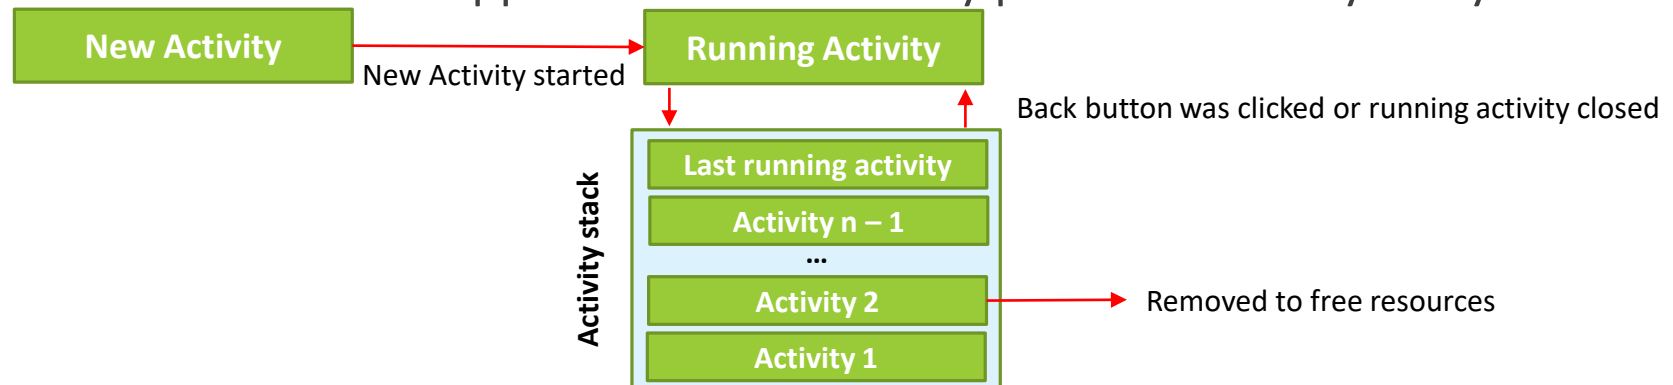 New Activity
Running Activity
New Activity started
Back button was clicked or running activity closed
Last running activity
Activity n – 1
...
Activity stack
Activity 2
Removed to free resources
Activity 1